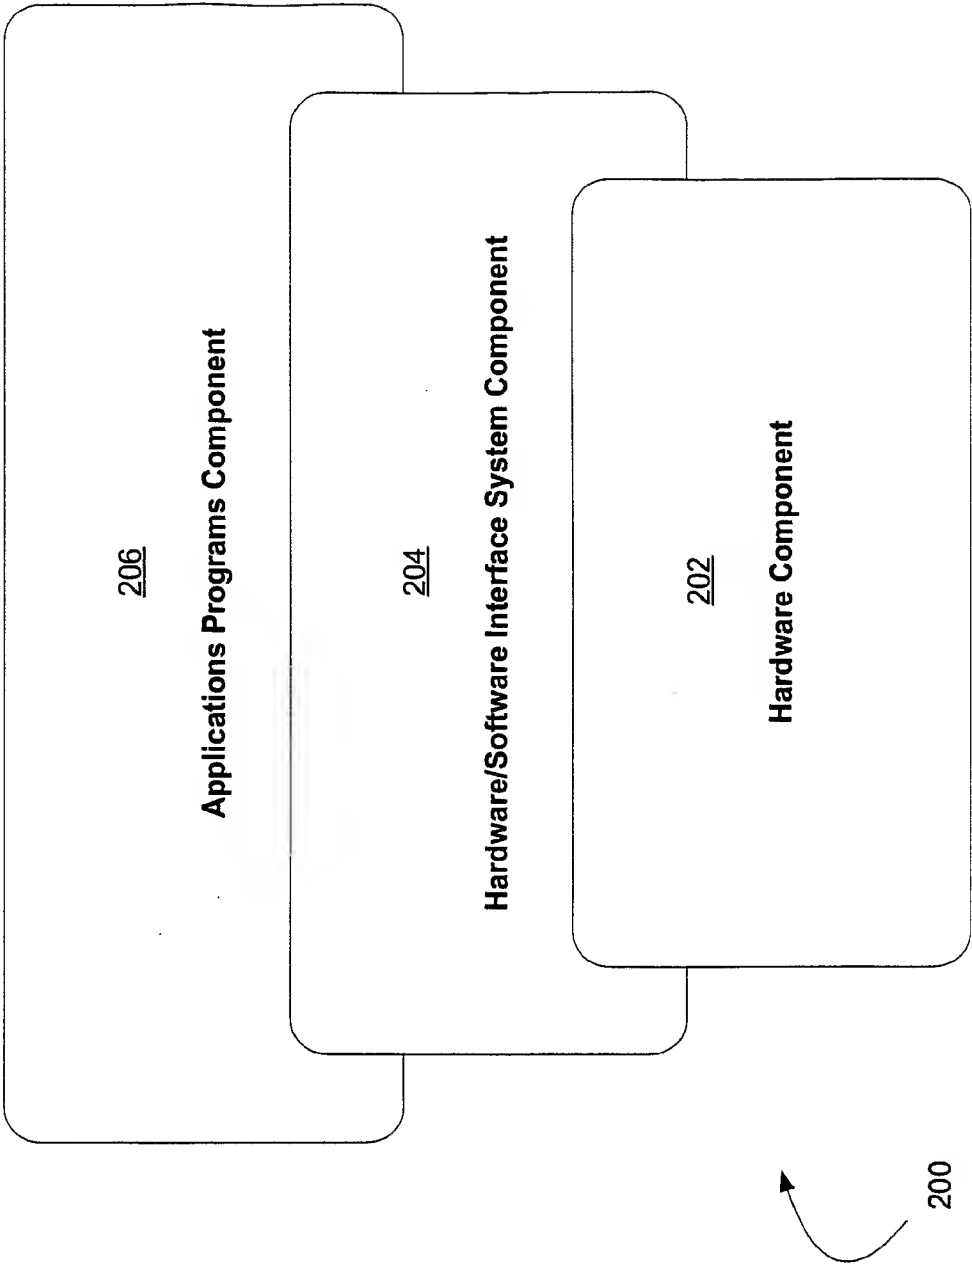 206
Applications Programs Component
204
Hardware/Software Interface System Component
202
Hardware Component
200